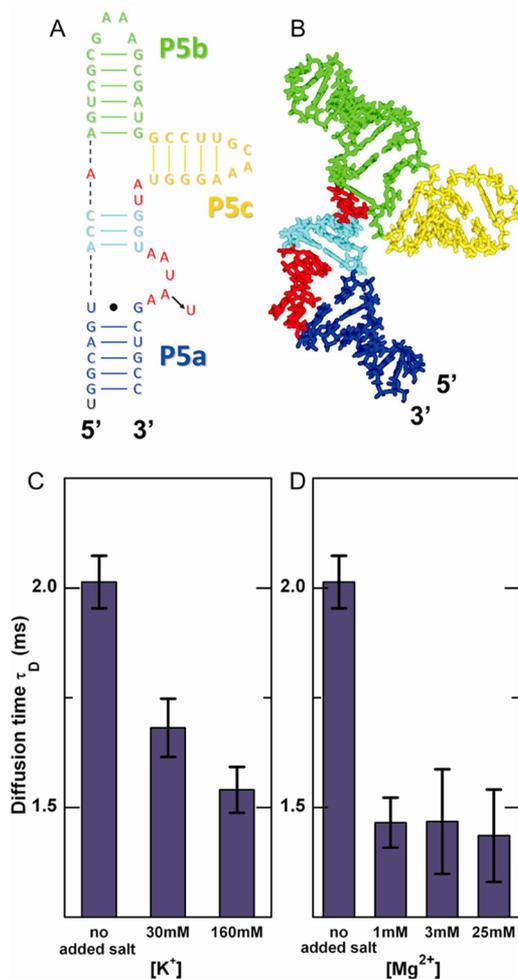 A
B
A A
G A
P5b
C G
G C
C G
U A
G U
A G
G C C U U G
C
A
A
A
U G G G A A
U
P5c
C G
C G
A U
A
A
U
A A
U
U • G
G C
A U
P5a
C G
G C
G C
U
5’ 3’
5’
3’
C
D
2.0
2.0
1.5
1.5
Diffusion time τD (ms)
no added salt
30mM
160mM
[K+]
no added salt
1mM
3mM
25mM
[Mg2+]